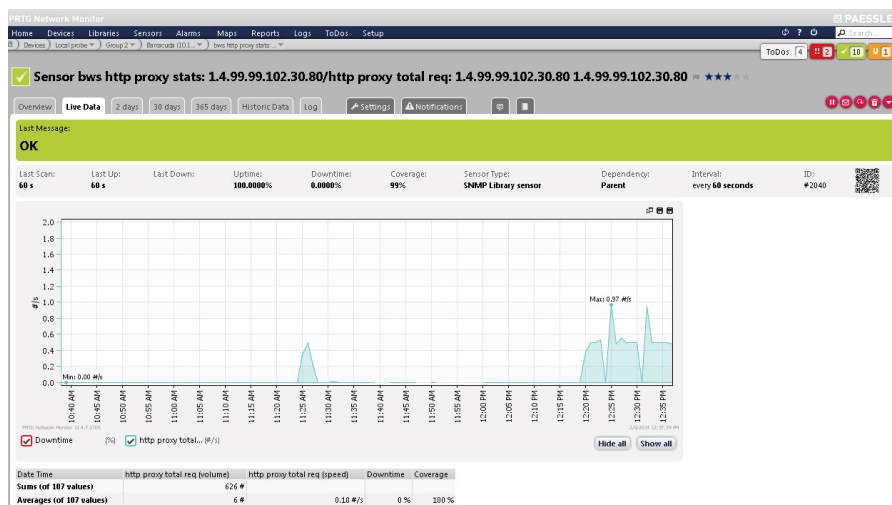 PRTG Network Monitor PAESSLE
Home Devices Libraries Sensors Alarms Maps Reports Logs ToDos Setup Search...
Devices Local probe Group 2 Barracuda (10.1.... bws http proxy stats: ...
ToDos 4 !! 2 10 U 1
Sensor bws http proxy stats: 1.4.99.99.102.30.80/http proxy total req: 1.4.99.99.102.30.80 1.4.99.99.102.30.80
Overview Live Data 2 days 30 days 365 days Historic Data Log Settings Notifications
Last Message:
OK
Last Scan: Last Up: Last Down: Uptime: Downtime: Coverage: Sensor Type: Dependency: Interval: ID:
60 s 60 s 100.0000% 0.0000% 99% SNMP Library sensor Parent every 60 seconds #2040
2.0
1.8
1.6
1.4
1.2
1.0
0.8
0.6
0.4
0.2
0.0
#/s
Max: 0.97 #/s
Min: 0.00 #/s
10:40 AM 10:45 AM 10:50 AM 10:55 AM 11:00 AM 11:05 AM 11:10 AM 11:15 AM 11:20 AM 11:25 AM 11:30 AM 11:35 AM 11:40 AM 11:45 AM 11:50 AM 11:55 AM 12:00 PM 12:05 PM 12:10 PM 12:15 PM 12:20 PM 12:25 PM 12:30 PM 12:35 PM
PRTG Network Monitor
Downtime (%) http proxy total... (#/s) Hide all Show all
Date Time http proxy total req (volume) http proxy total req (speed) Downtime Coverage
Sums (of 107 values) 626 #
Averages (of 107 values) 6 # 0.10 #/s 0 % 100 %